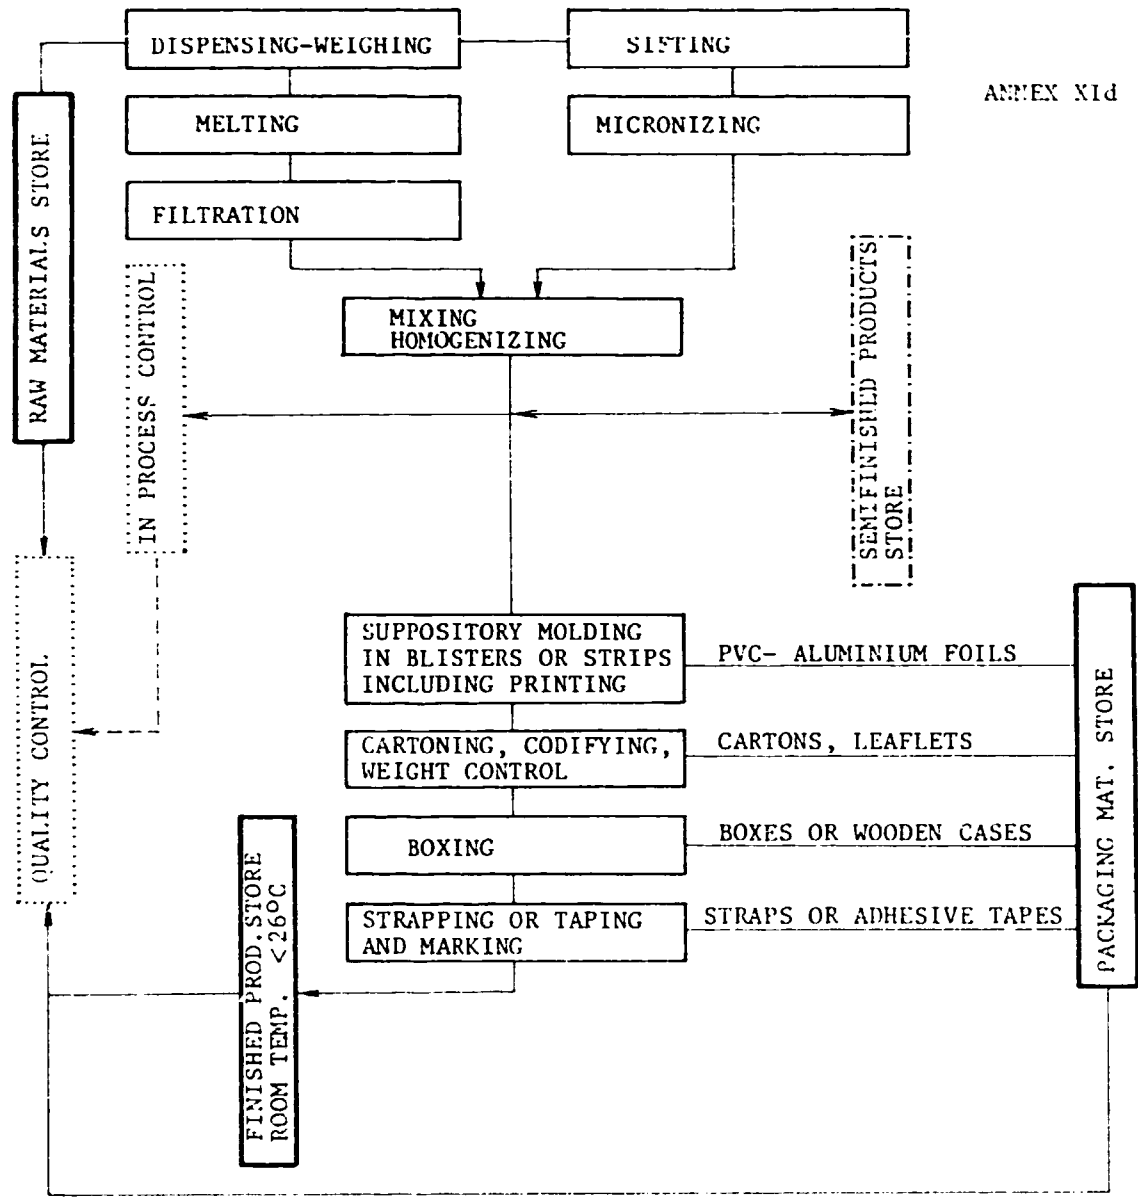 DISPENSING-WEIGHING
SIFTING
ANNEX XId
MELTING
MICRONIZING
FILTRATION
RAW MATERIALS STORE
IN PROCESS CONTROL
MIXING
HOMOGENIZING
SEMIFINISHED PRODUCTS
STORE
QUALITY CONTROL
SUPPOSITORY MOLDING
IN BLISTERS OR STRIPS
INCLUDING PRINTING
PVC- ALUMINIUM FOILS
CARTONING, CODIFYING,
WEIGHT CONTROL
CARTONS, LEAFLETS
BOXING
BOXES OR WOODEN CASES
STRAPPING OR TAPING
AND MARKING
STRAPS OR ADHESIVE TAPES
PACKAGING MAT. STORE
FINISHED PROD.STORE
ROOM TEMP. <26°C